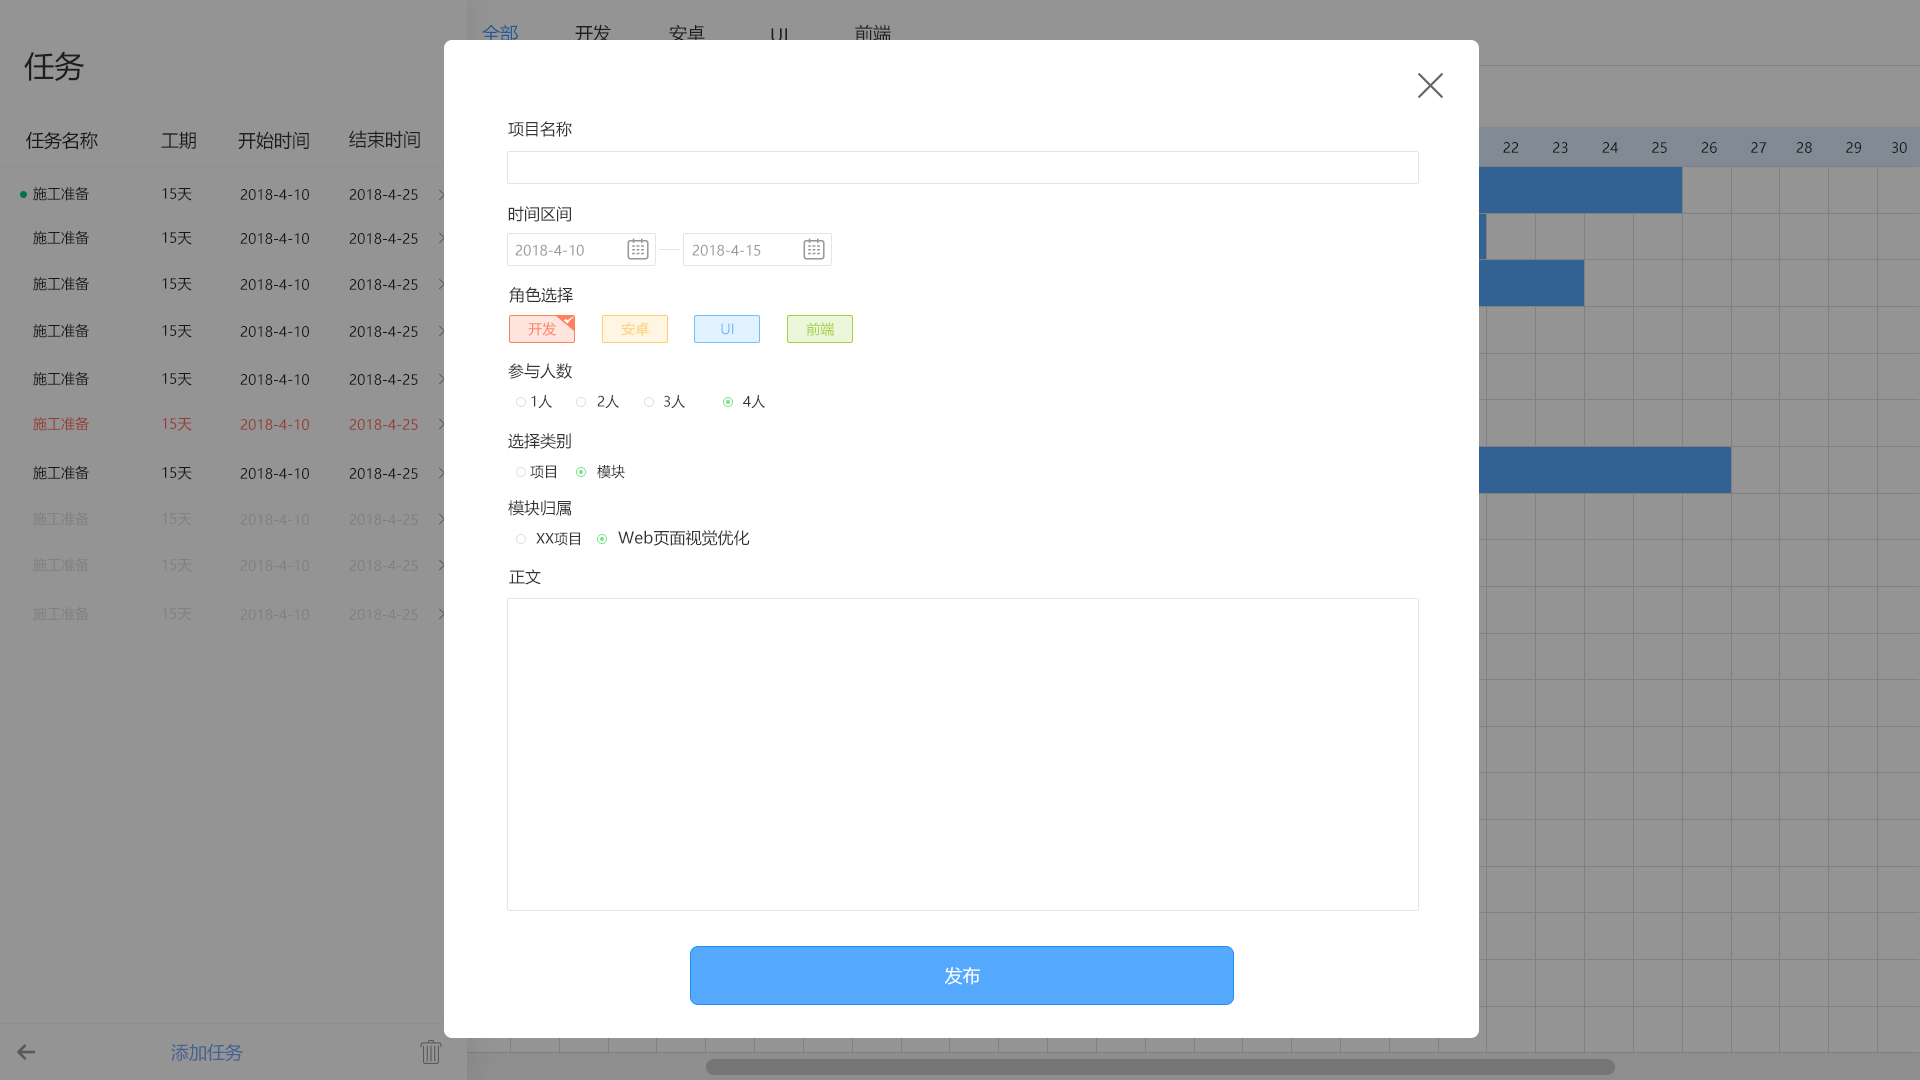 全部 开发 安卓 UI 前端
任务
任务名称 工期 开始时间 结束时间
22 23 24 25 26 27 28 29 30
施工准备 15天 2018-4-10 2018-4-25
施工准备 15天 2018-4-10 2018-4-25
施工准备 15天 2018-4-10 2018-4-25
施工准备 15天 2018-4-10 2018-4-25
施工准备 15天 2018-4-10 2018-4-25
施工准备 15天 2018-4-10 2018-4-25
施工准备 15天 2018-4-10 2018-4-25
施工准备 15天 2018-4-10 2018-4-25
施工准备 15天 2018-4-10 2018-4-25
施工准备 15天 2018-4-10 2018-4-25
添加任务
项目名称
时间区间
2018-4-10 2018-4-15
角色选择
开发 安卓 UI 前端
参与人数
1人 2人 3人 4人
选择类别
项目 模块
模块归属
XX项目 Web页面视觉优化
正文
发布